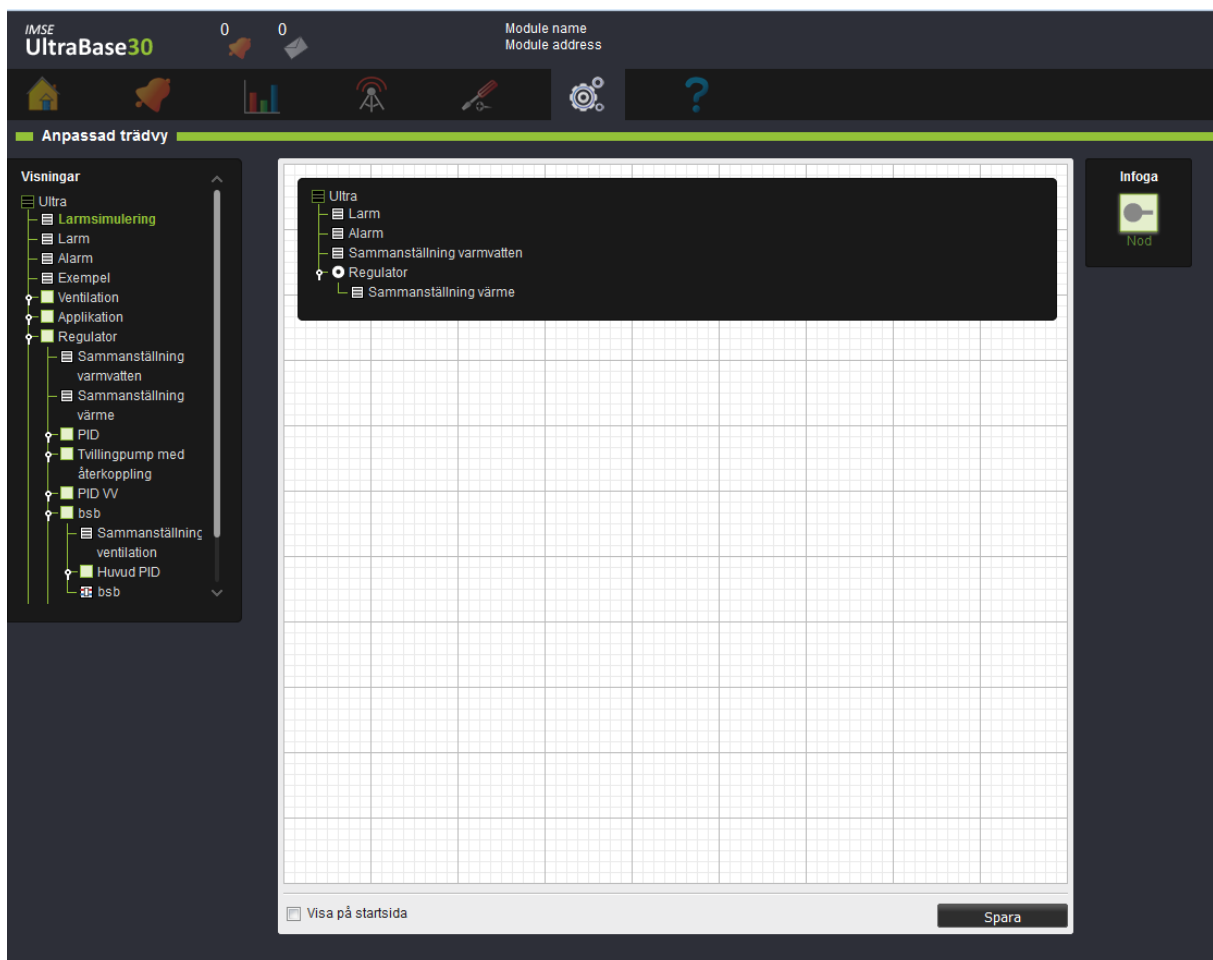 IMSE
UltraBase30
0
0
Module name
Module address
?
Anpassad trädvy
Visningar
Ultra
Larmsimulering
Larm
Alarm
Exempel
Ventilation
Applikation
Regulator
Sammanställning
varmvatten
Sammanställning
värme
PID
Tvillingpump med
återkoppling
PID VV
bsb
Sammanställning
ventilation
Huvud PID
bsb
Ultra
Larm
Alarm
Sammanställning varmvatten
Regulator
Sammanställning värme
Infoga
Nod
Visa på startsida
Spara